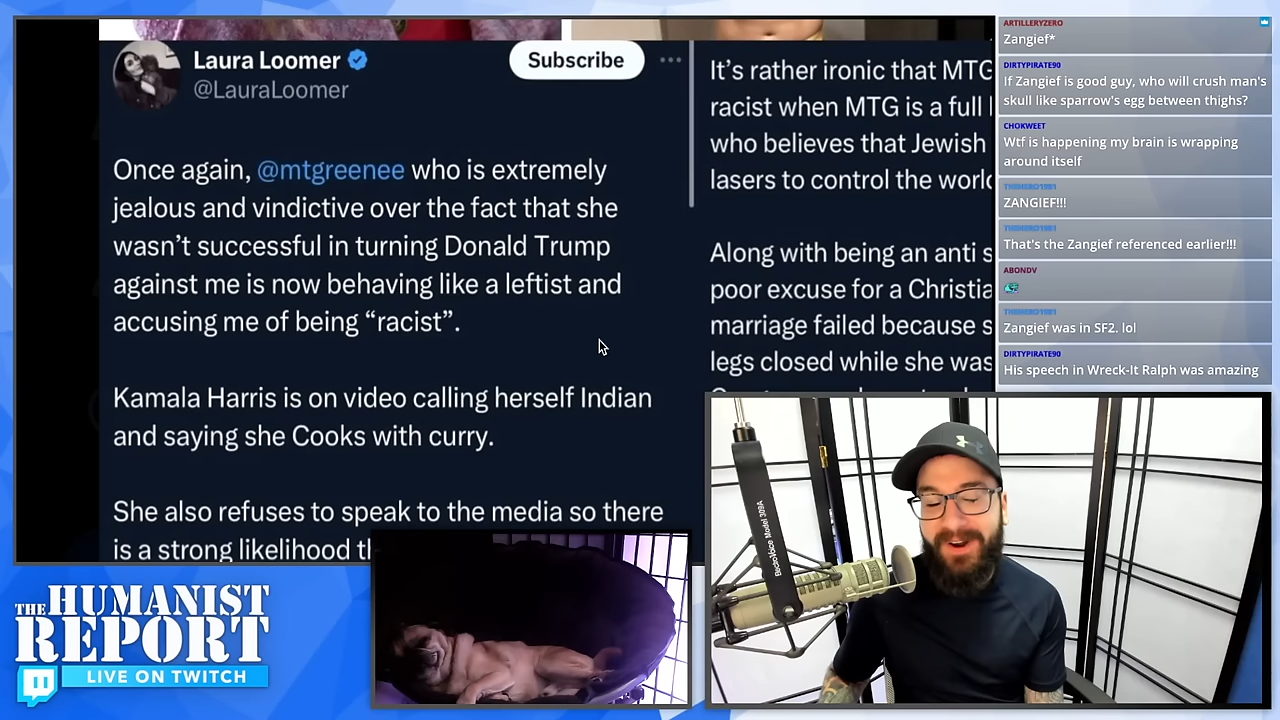 Laura Loomer
@LauraLoomer
Subscribe
Once again, @mtgreenee who is extremely
jealous and vindictive over the fact that she
wasn’t successful in turning Donald Trump
against me is now behaving like a leftist and
accusing me of being “racist”.
Kamala Harris is on video calling herself Indian
and saying she Cooks with curry.
She also refuses to speak to the media so there
is a strong likelihood
It’s rather ironic that MTG
racist when MTG is a full
who believes that Jewish
lasers to control the
Along with being an anti
poor excuse for a
marriage failed because
legs closed while she was
ARTILLERYZERO
Zangief*
DIRTYPIRATE90
If Zangief is good guy, who will crush man's
skull like sparrow's egg between thighs?
CHOKWEET
Wtf is happening my brain is wrapping
around itself
ZANGIEF!!!
That's the Zangief referenced earlier!!!
ABONDV
Zangief was in SF2. lol
DIRTYPIRATE90
His speech in Wreck-It Ralph was amazing
ElectroVoice Model 309A
THE HUMANIST
REPORT
LIVE ON TWITCH